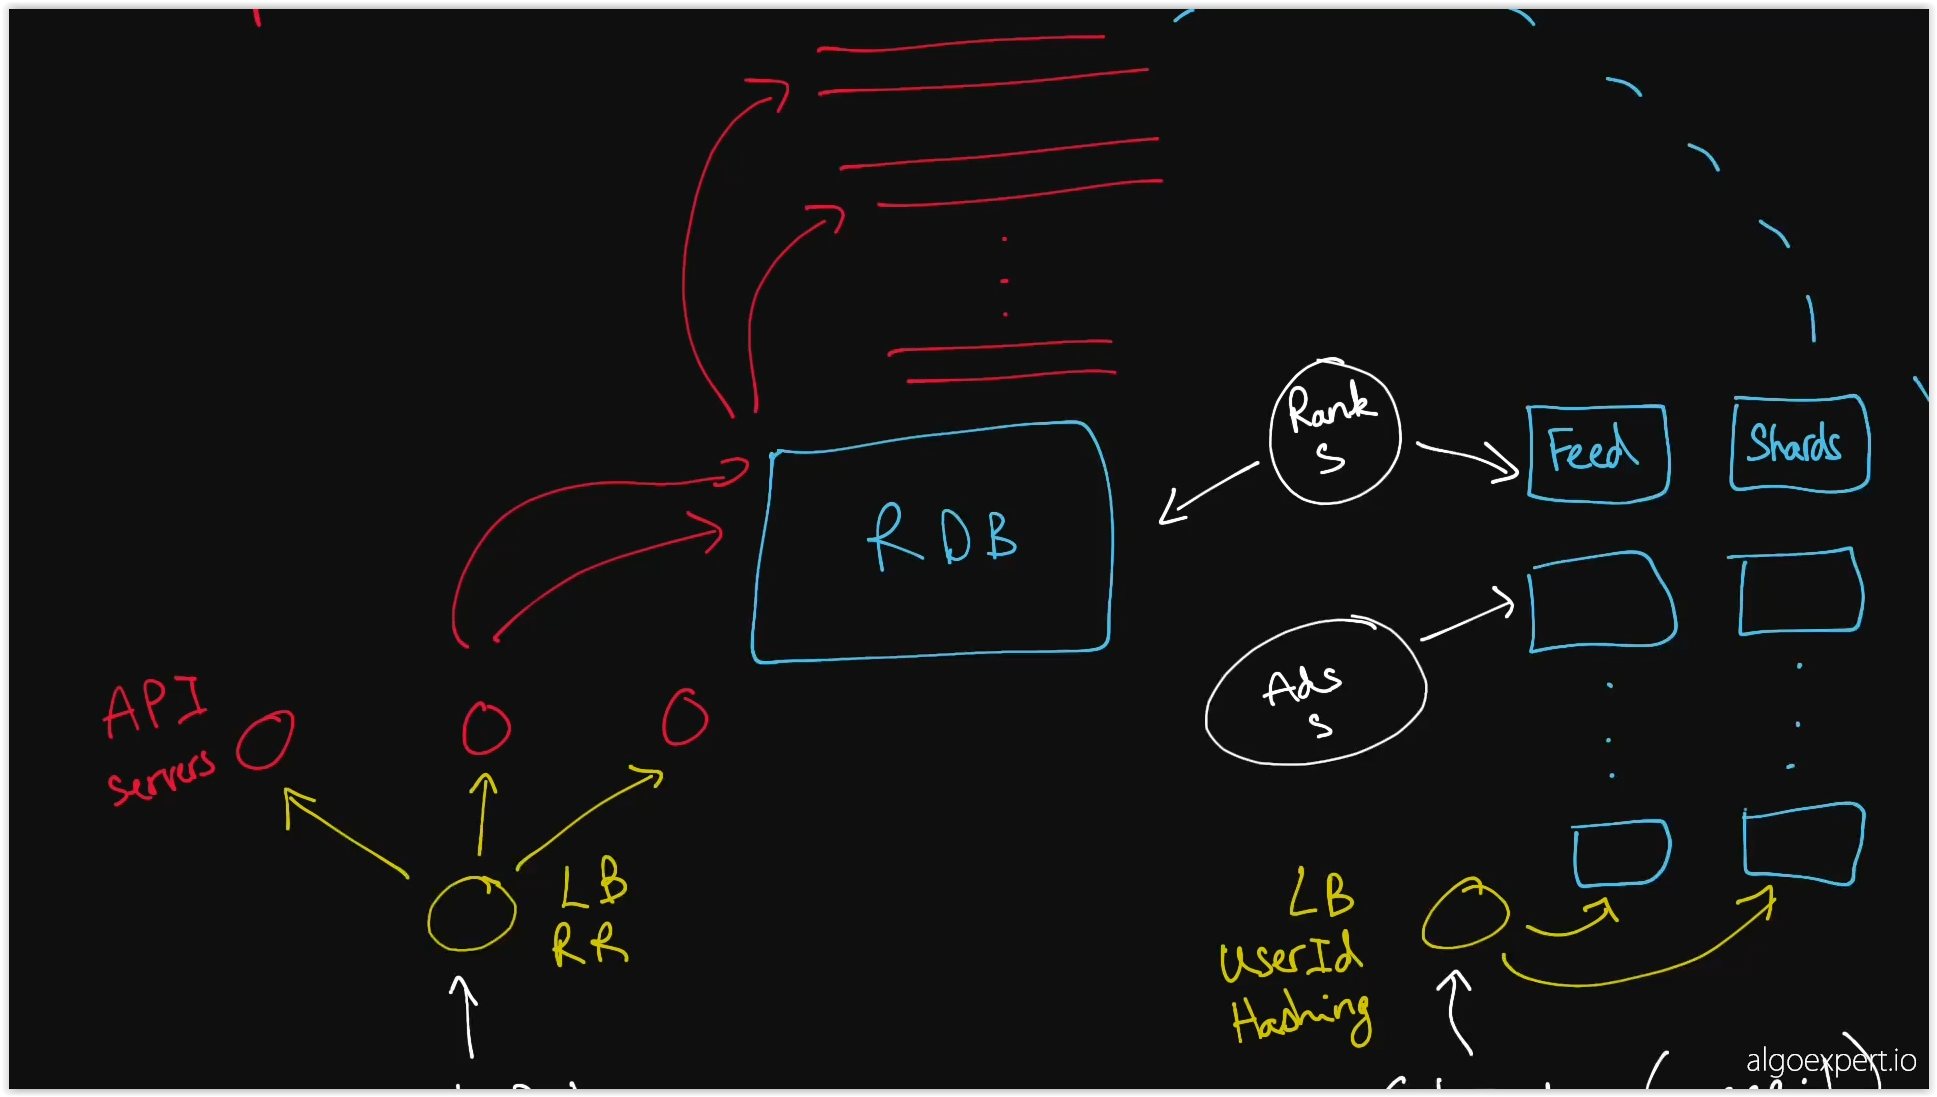 Rank
S
Feed
Shards
RDB
Ads
S
API
servers
LB
RR
LB
UserId
Hashing
algoexpert.io